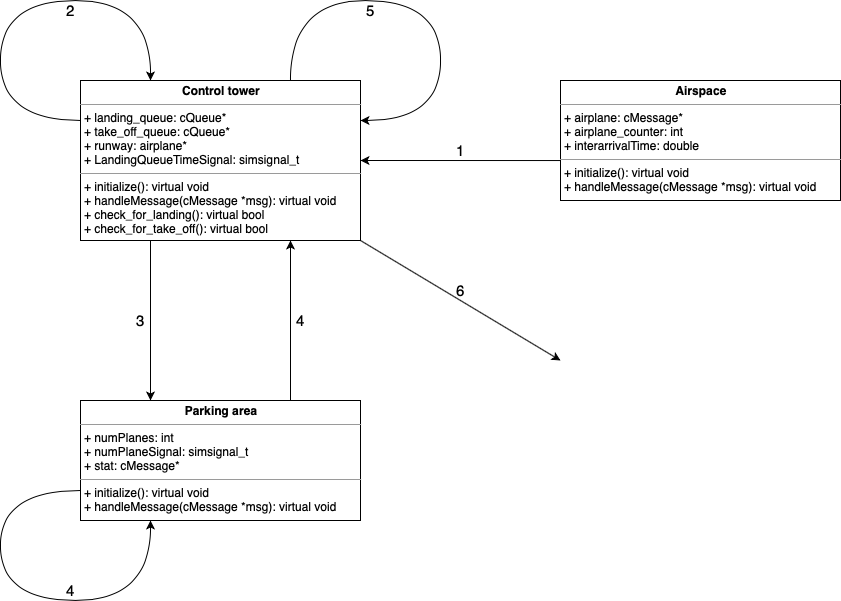 2
5
Control tower
+ landing_queue: cQueue*
+ take_off_queue: cQueue*
+ runway: airplane*
+ LandingQueueTimeSignal: simsignal_t
+ initialize(): virtual void
+ handleMessage(cMessage *msg): virtual void
+ check_for_landing(): virtual bool
+ check_for_take_off(): virtual bool
1
Airspace
+ airplane: cMessage*
+ airplane_counter: int
+ interarrivalTime: double
+ initialize(): virtual void
+ handleMessage(cMessage *msg): virtual void
6
3
4
Parking area
+ numPlanes: int
+ numPlaneSignal: simsignal_t
+ stat: cMessage*
+ initialize(): virtual void
+ handleMessage(cMessage *msg): virtual void
4